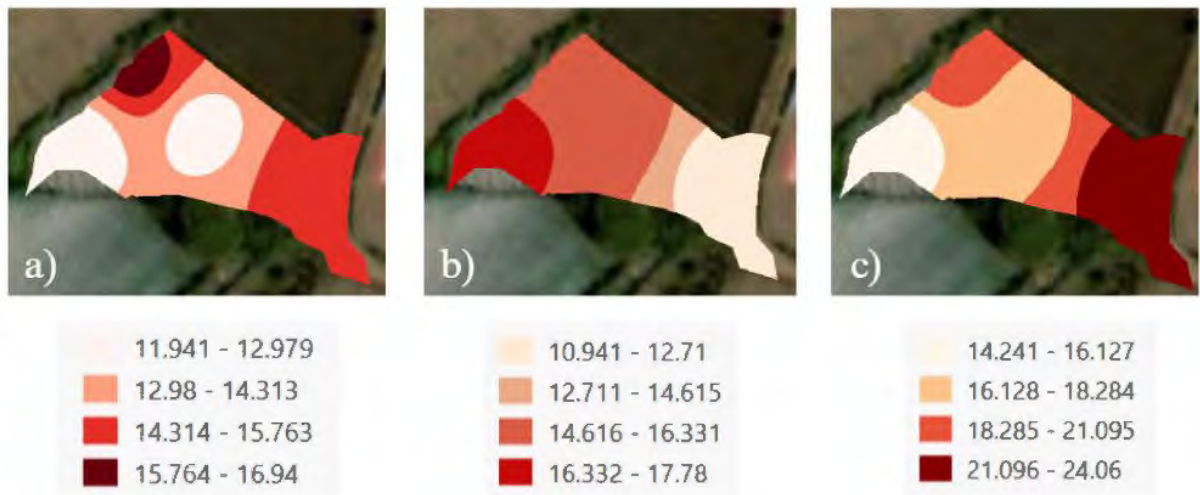 a)
b)
c)
11.941 - 12.979
12.98 - 14.313
14.314 - 15.763
15.764 - 16.94
10.941 - 12.71
12.711 - 14.615
14.616 - 16.331
16.332 - 17.78
14.241 - 16.127
16.128 - 18.284
18.285 - 21.095
21.096 - 24.06